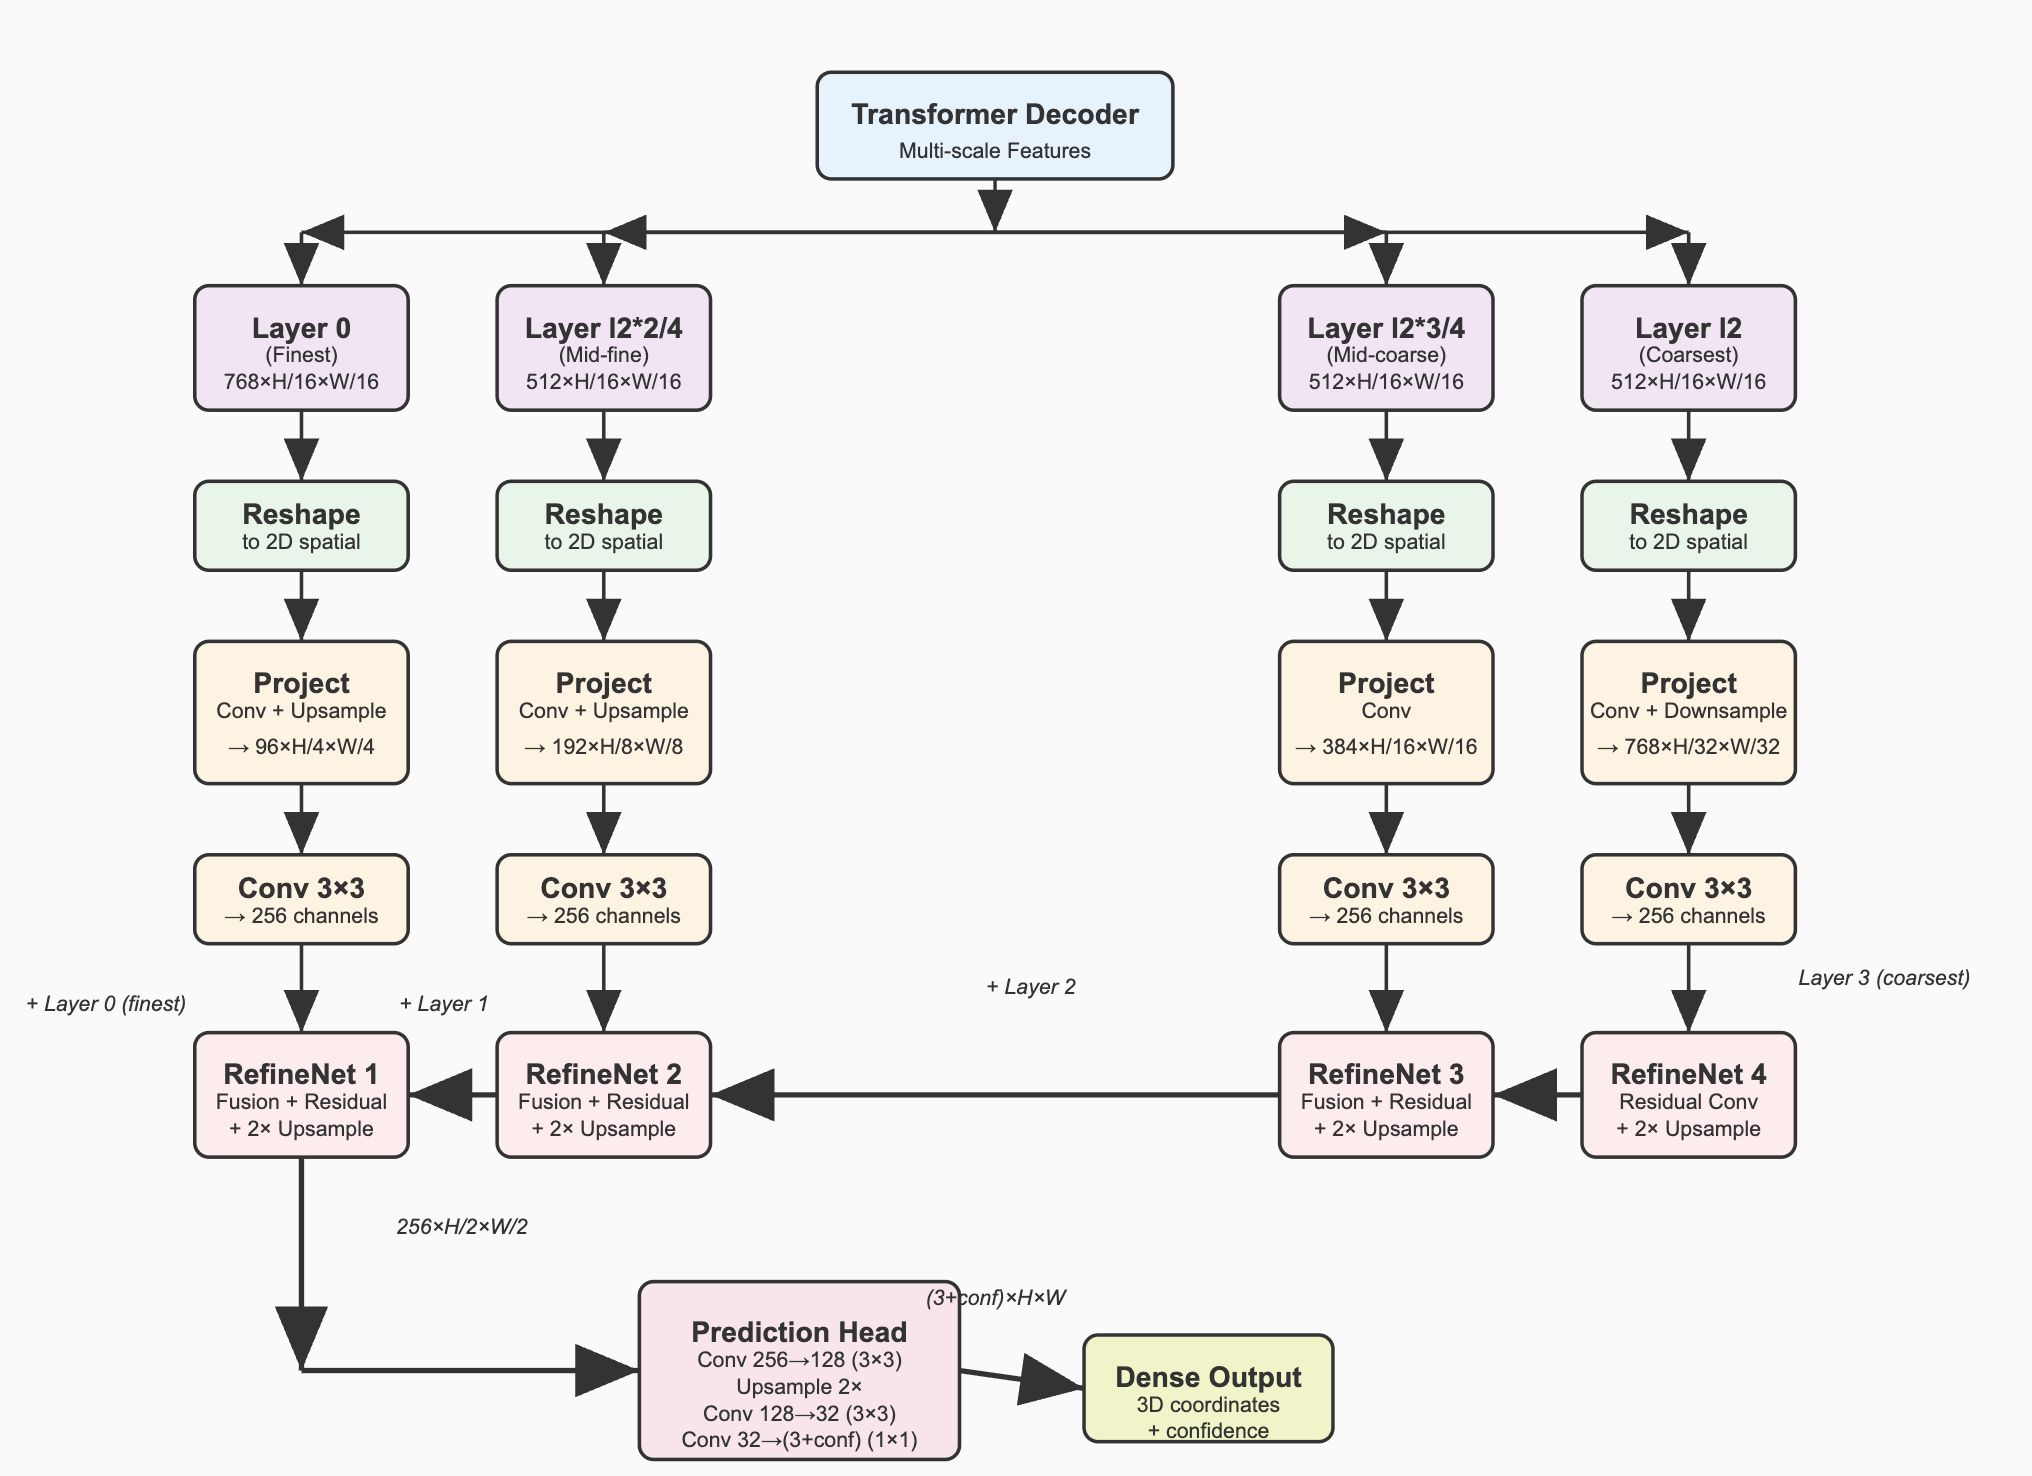 Transformer Decoder
Multi-scale Features
Layer 0
(Finest)
768×H/16×W/16
Layer l2*2/4
(Mid-fine)
512×H/16×W/16
Layer l2*3/4
(Mid-coarse)
512×H/16×W/16
Layer l2
(Coarsest)
512×H/16×W/16
Reshape
to 2D spatial
Reshape
to 2D spatial
Reshape
to 2D spatial
Reshape
to 2D spatial
Project
Conv + Upsample
→ 96×H/4×W/4
Project
Conv + Upsample
→ 192×H/8×W/8
Project
Conv
→ 384×H/16×W/16
Project
Conv + Downsample
→ 768×H/32×W/32
Conv 3×3
→ 256 channels
Conv 3×3
→ 256 channels
Conv 3×3
→ 256 channels
Conv 3×3
→ 256 channels
+ Layer 0 (finest)
+ Layer 1
+ Layer 2
Layer 3 (coarsest)
RefineNet 1
Fusion + Residual
+ 2× Upsample
RefineNet 2
Fusion + Residual
+ 2× Upsample
RefineNet 3
Fusion + Residual
+ 2× Upsample
RefineNet 4
Residual Conv
+ 2× Upsample
256×H/2×W/2
(3+conf)×H×W
Prediction Head
Conv 256→128 (3×3)
Upsample 2×
Conv 128→32 (3×3)
Conv 32→(3+conf) (1×1)
Dense Output
3D coordinates
+ confidence